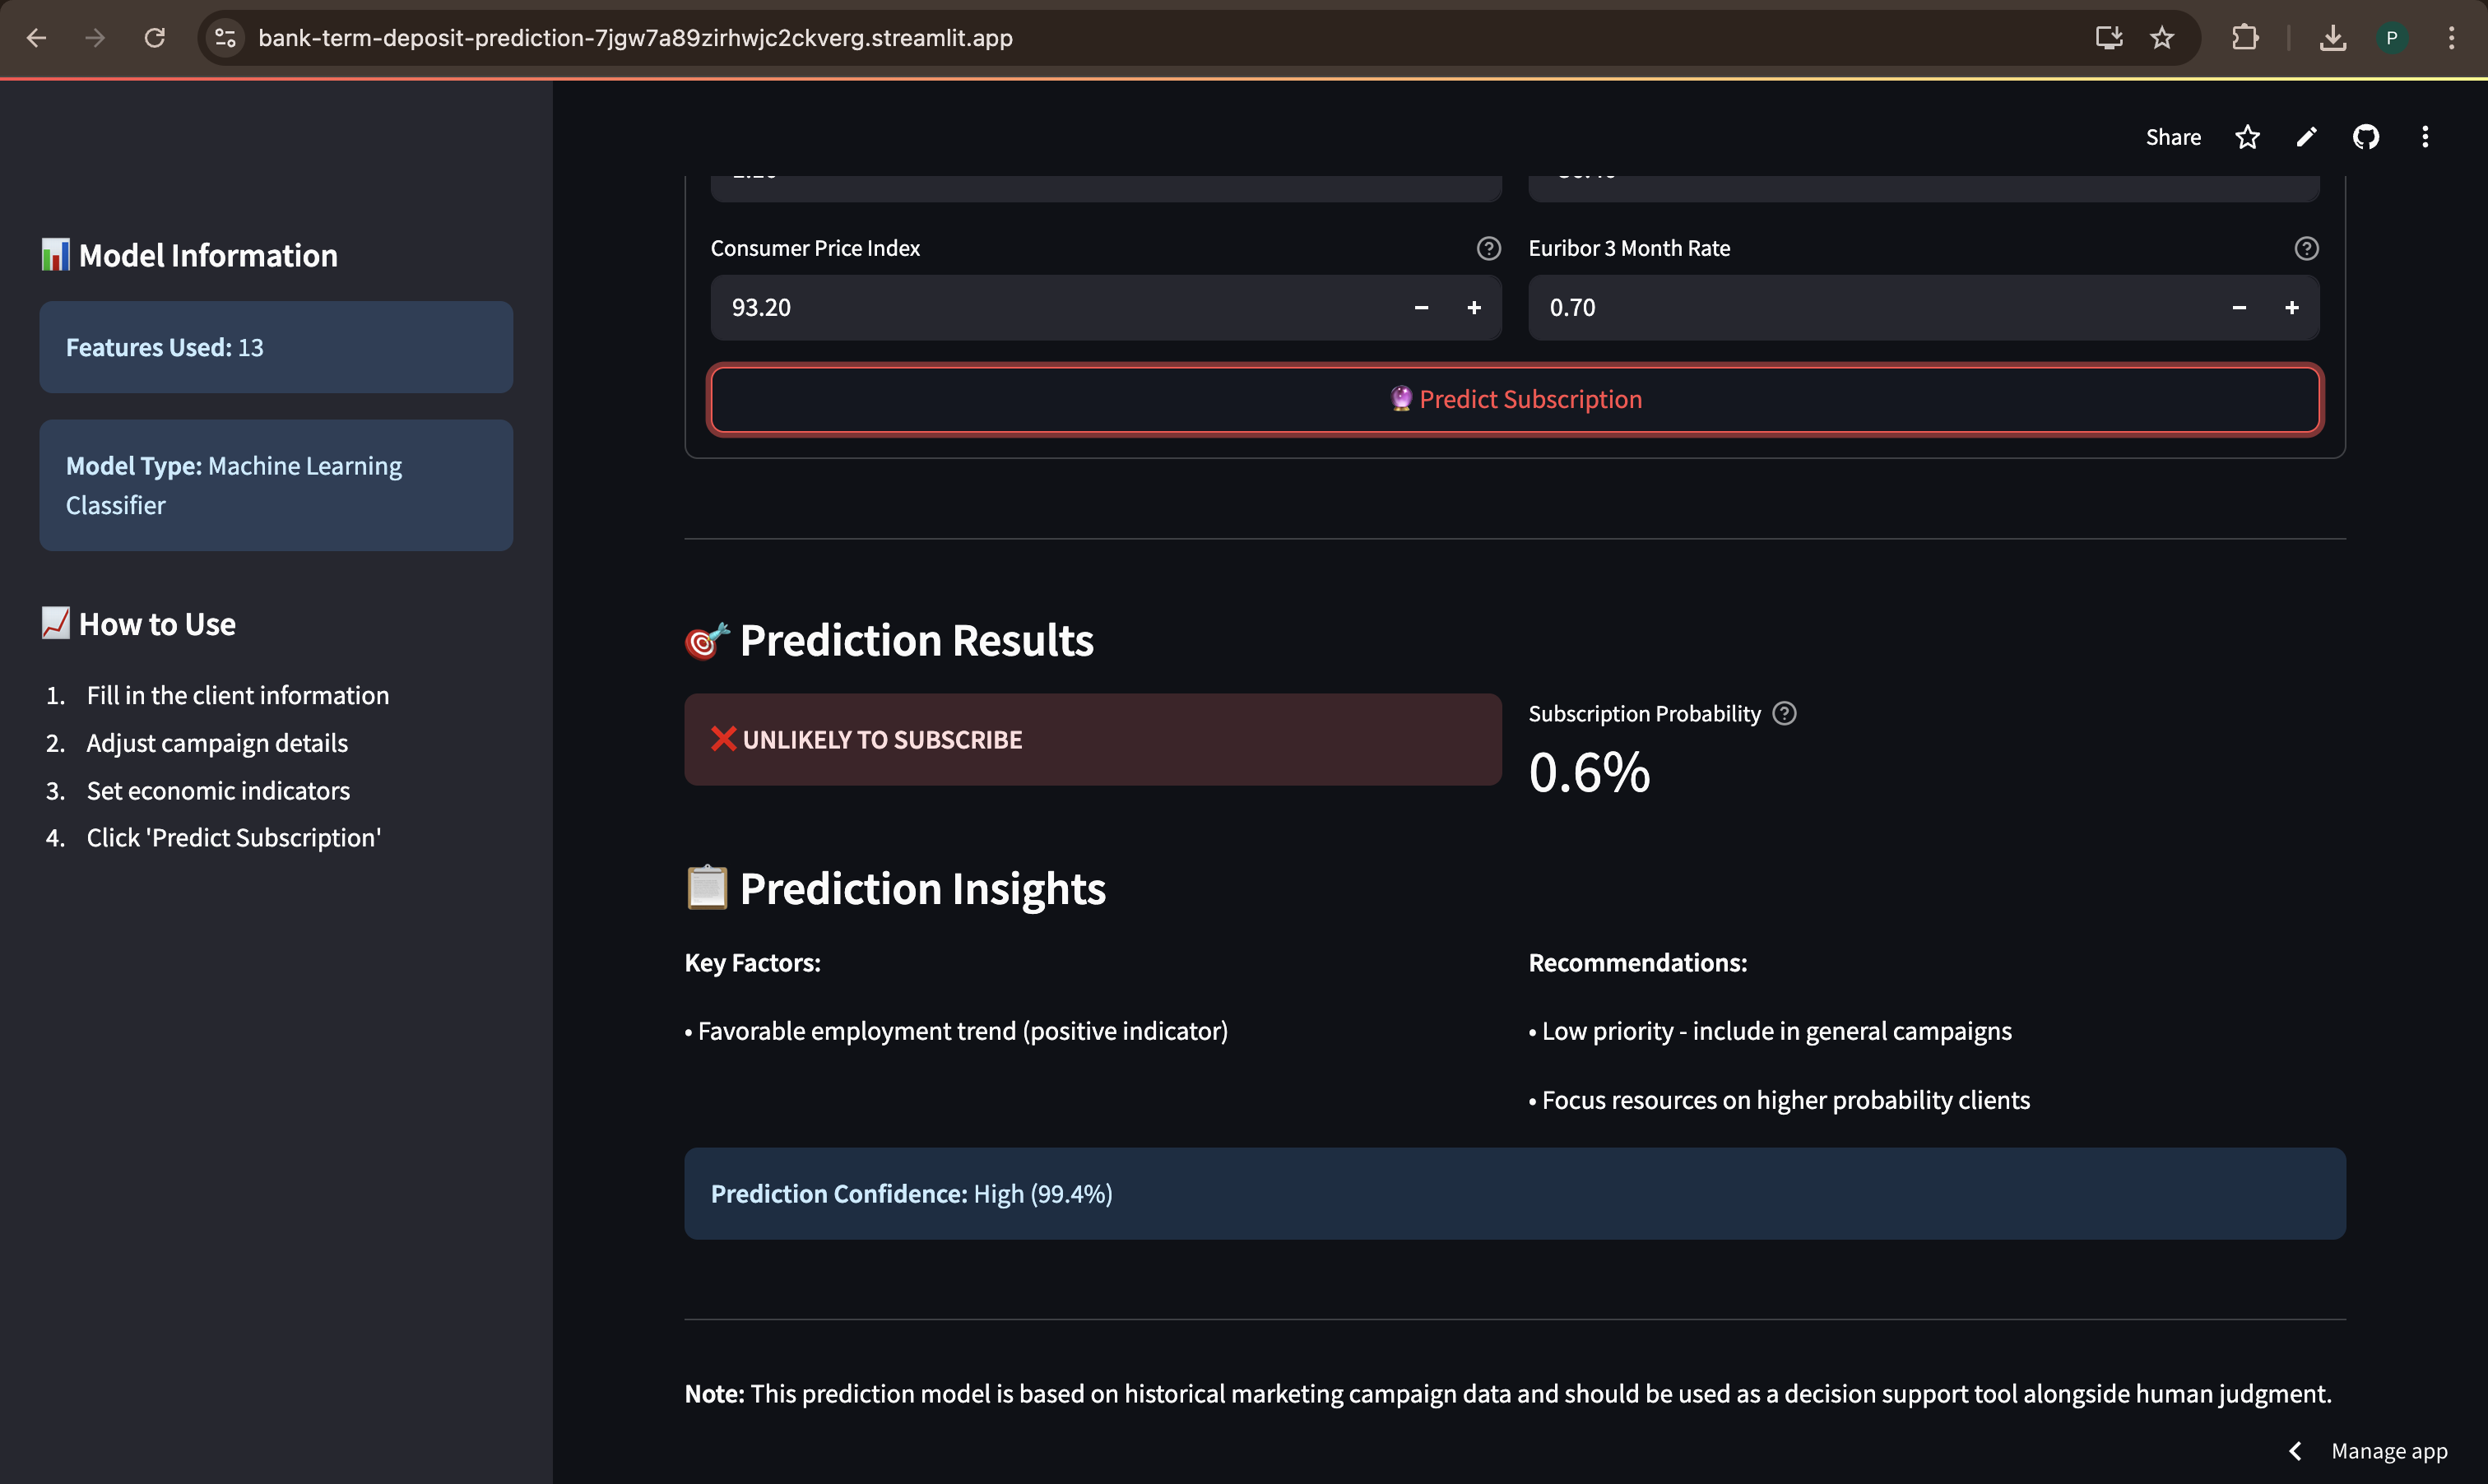 bank-term-deposit-prediction-7jgw7a89zirhwjc2ckverg.streamlit.app
P
Share
📊 Model Information
Features Used: 13
Model Type: Machine Learning
Classifier
📈 How to Use
1. Fill in the client information
2. Adjust campaign details
3. Set economic indicators
4. Click 'Predict Subscription'
Consumer Price Index
Euribor 3 Month Rate
93.20
0.70
🔮 Predict Subscription
🎯 Prediction Results
❌ UNLIKELY TO SUBSCRIBE
Subscription Probability
0.6%
📋 Prediction Insights
Key Factors:
• Favorable employment trend (positive indicator)
Recommendations:
• Low priority - include in general campaigns
• Focus resources on higher probability clients
Prediction Confidence: High (99.4%)
Note: This prediction model is based on historical marketing campaign data and should be used as a decision support tool alongside human judgment.
Manage app